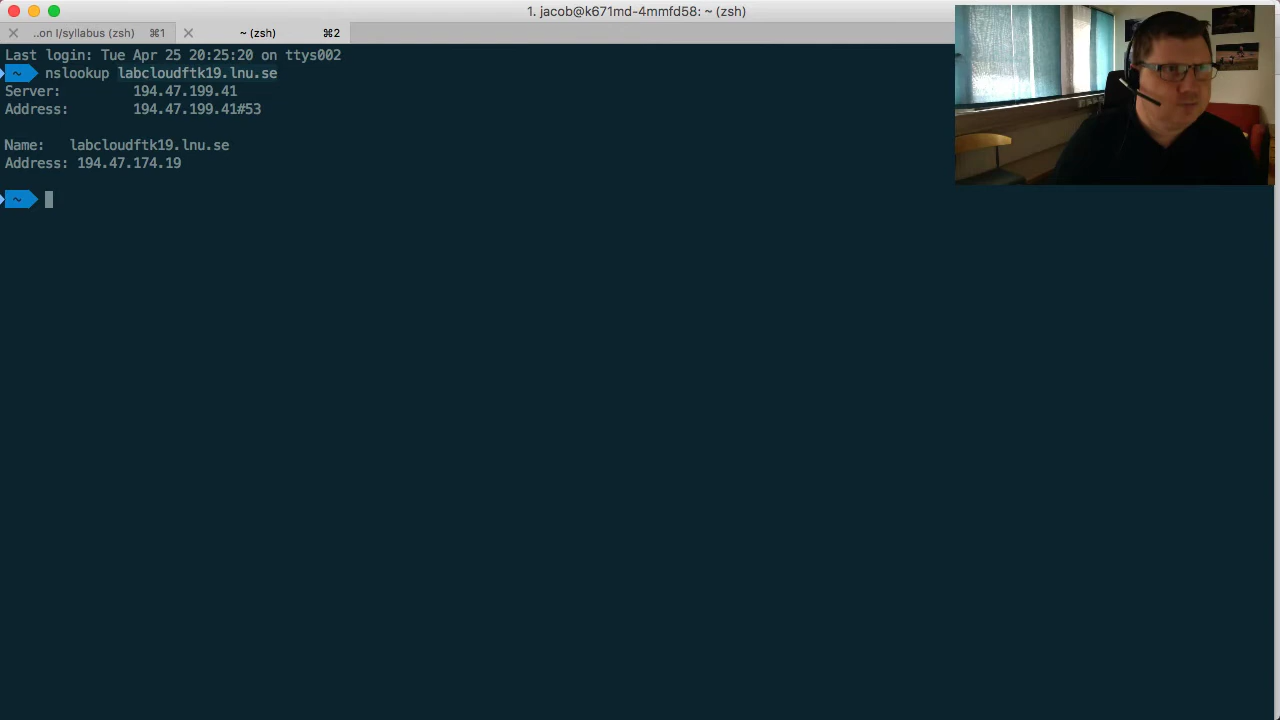 1. jacob@k671md-4mmfd58: ~ (zsh)
..on I/syllabus (zsh) ⌘1 ~ (zsh) ⌘2
Last login: Tue Apr 25 20:25:20 on ttys002
~ nslookup labcloudftk19.lnu.se
Server: 194.47.199.41
Address: 194.47.199.41#53
Name: labcloudftk19.lnu.se
Address: 194.47.174.19
~